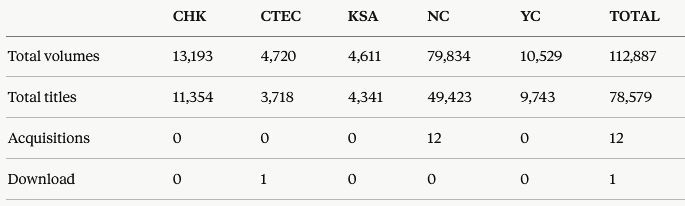 CHK CTEC KSA NC YC TOTAL
Total volumes 13,193 4,720 4,611 79,834 10,529 112,887
Total titles 11,354 3,718 4,341 49,423 9,743 78,579
Acquisitions 0 0 0 12 0 12
Download 0 1 0 0 0 1